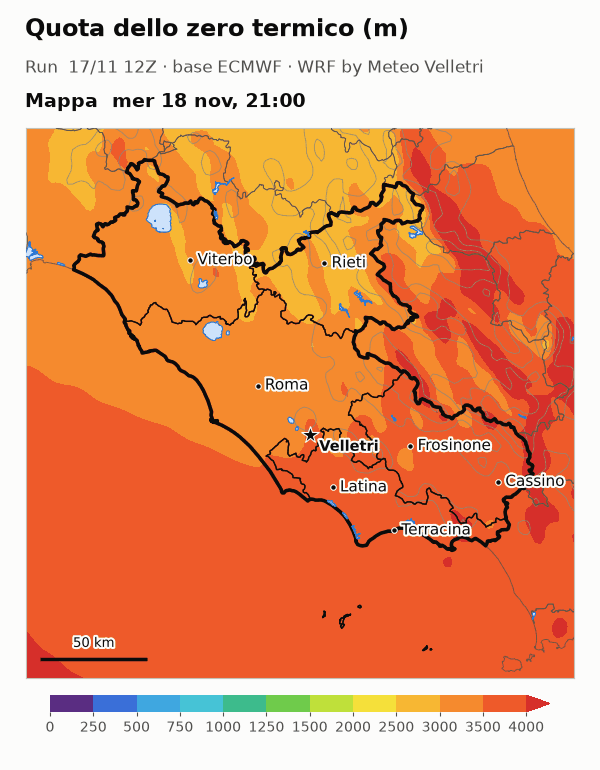 Quota dello zero termico (m)
Run  17/11 12Z · base ECMWF · WRF by Meteo Velletri
Mappa  mer 18 nov, 21:00
Viterbo
Rieti
Roma
Velletri
Frosinone
Cassino
Latina
Terracina
50 km
0 250 500 750 1000 1250 1500 2000 2500 3000 3500 4000